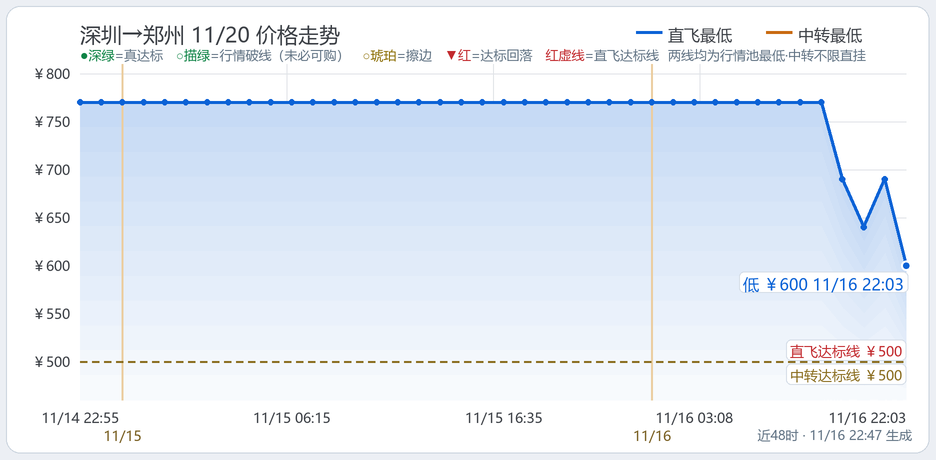 深圳→郑州 11/20 价格走势
直飞最低 中转最低
●深绿=真达标 ○描绿=行情破线（未必可购） ○琥珀=擦边 ▼红=达标回落 红虚线=直飞达标线 两线均为行情池最低·中转不限直挂
￥800
￥750
￥700
￥650
￥600
￥550
￥500
低 ￥600 11/16 22:03
直飞达标线 ￥500
中转达标线 ￥500
11/14 22:55 11/15 06:15 11/15 16:35 11/16 03:08 11/16 22:03
11/15 11/16 近48时 · 11/16 22:47 生成